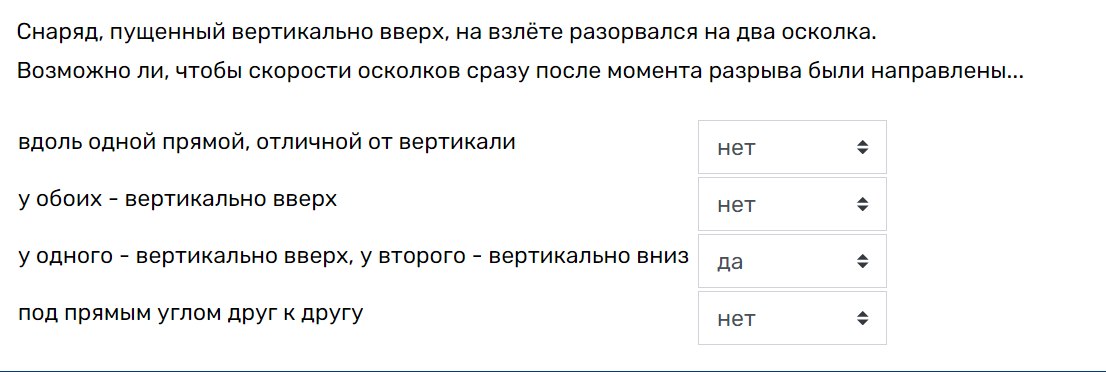 Снаряд, пущенный вертикально вверх, на взлёте разорвался на два осколка.
Возможно ли, чтобы скорости осколков сразу после момента разрыва были направлены...
вдоль одной прямой, отличной от вертикали нет
у обоих - вертикально вверх нет
у одного - вертикально вверх, у второго - вертикально вниз да
под прямым углом друг к другу нет